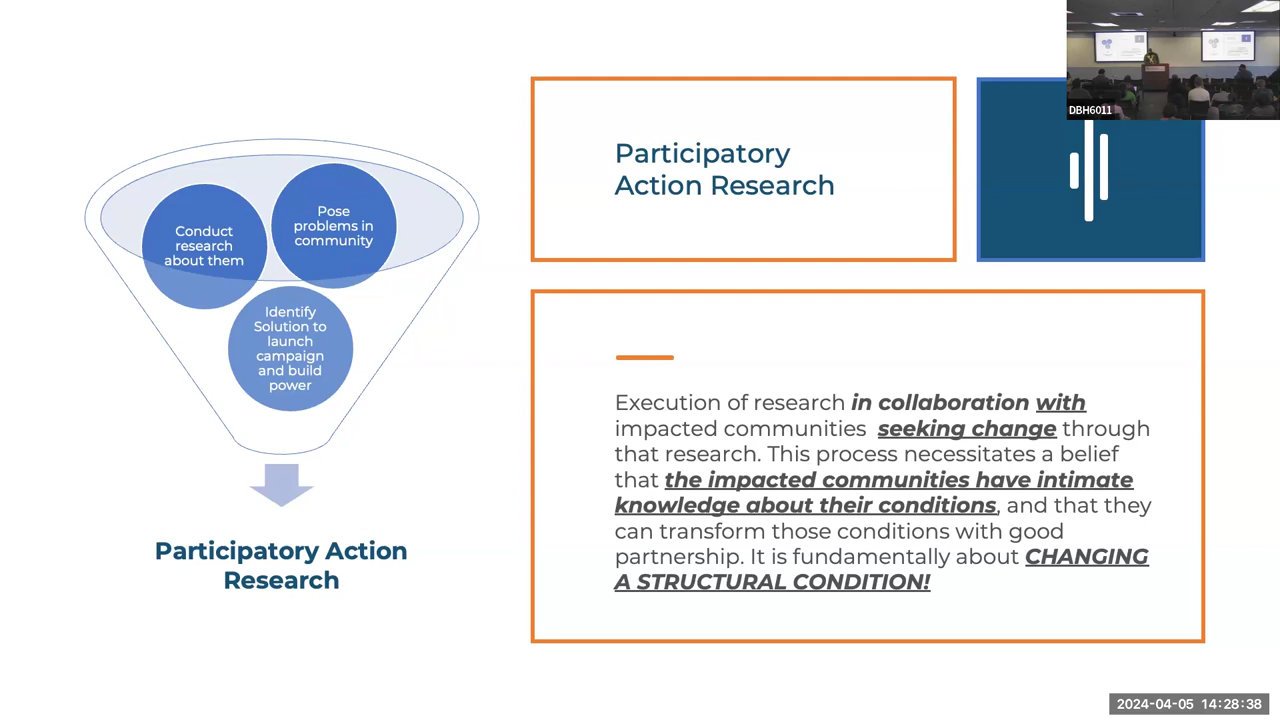 DBH6011
Participatory
Action Research
Pose
problems in
community
Conduct
research
about them
Identify
Solution to
launch
campaign
and build
power
Participatory Action
Research
Execution of research in collaboration with
impacted communities seeking change through
that research. This process necessitates a belief
that the impacted communities have intimate
knowledge about their conditions, and that they
can transform those conditions with good
partnership. It is fundamentally about CHANGING
A STRUCTURAL CONDITION!
2024-04-05 14:28:38